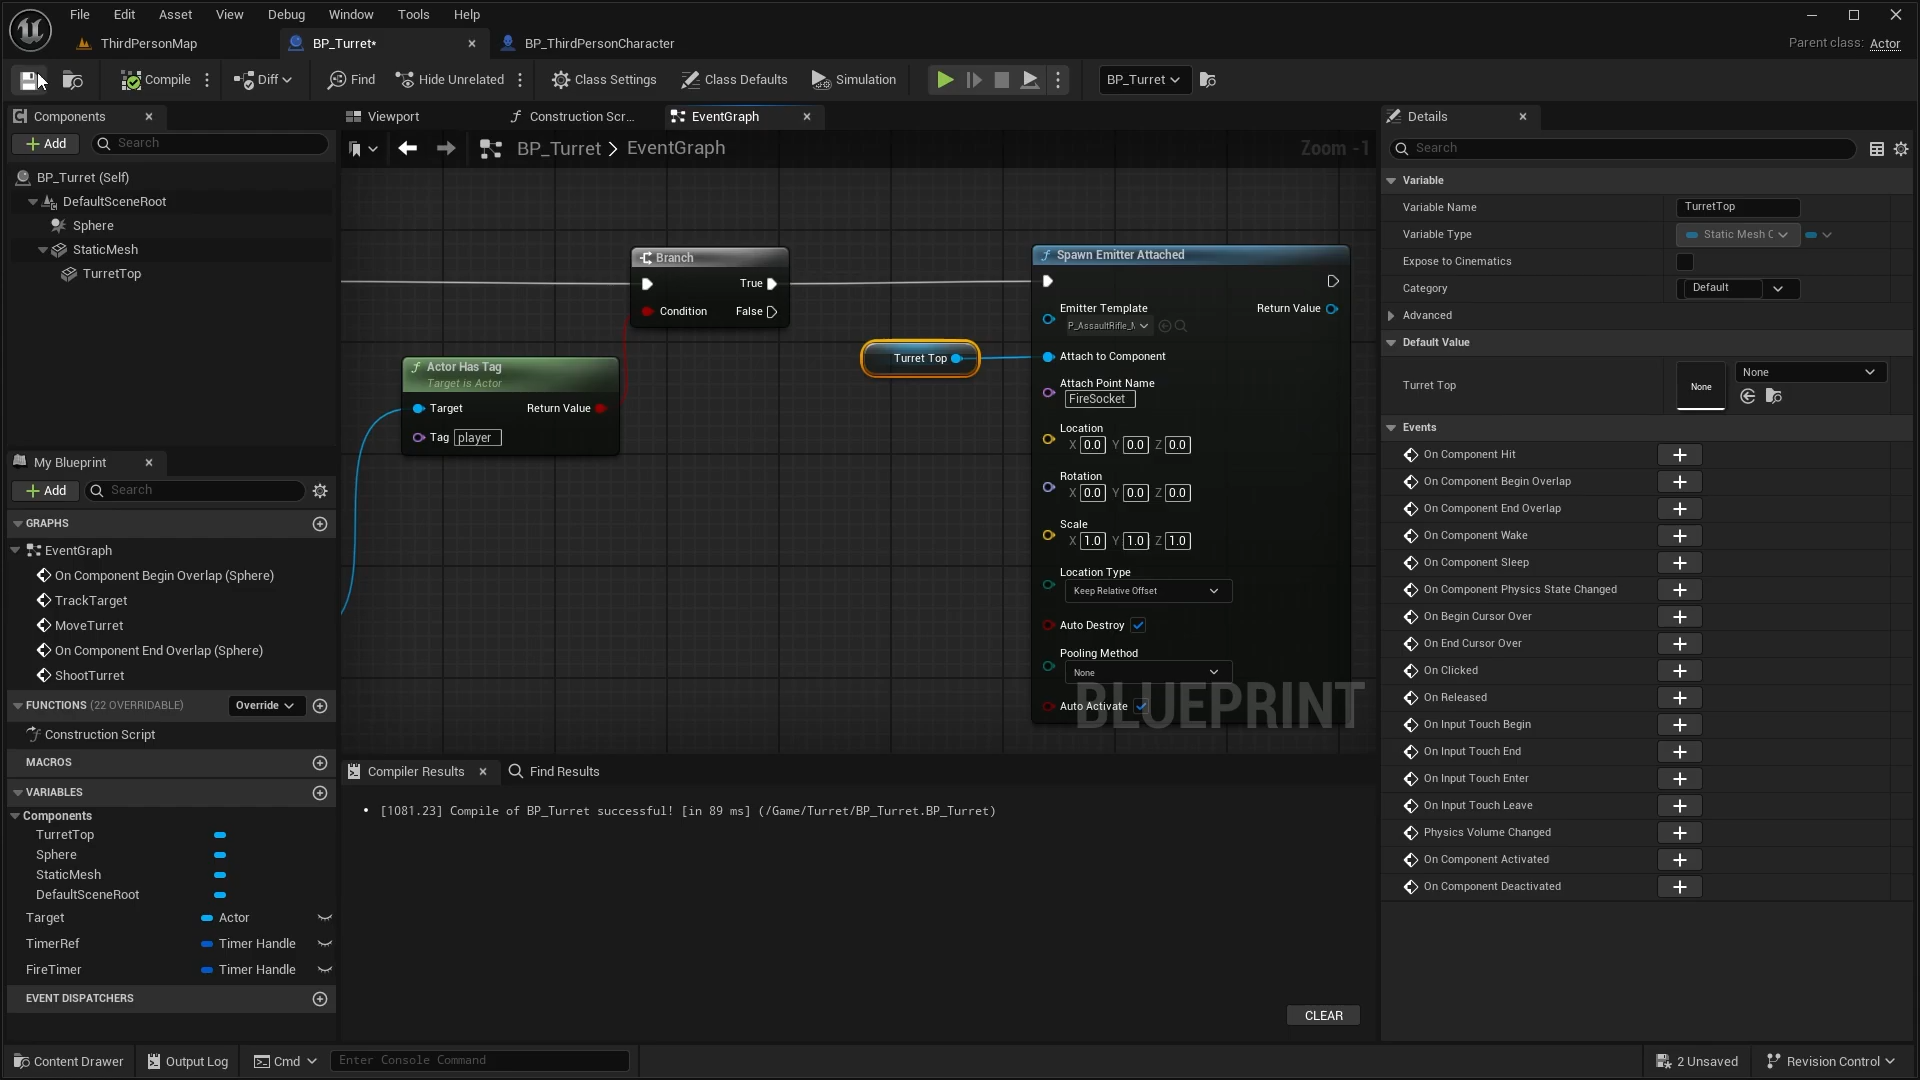 File Edit Asset View Debug Window Tools Help
ThirdPersonMap BP_Turret* BP_ThirdPersonCharacter
Parent class: Actor
Compile Diff Find Hide Unrelated Class Settings Class Defaults Simulation BP_Turret
Components
Add Search
BP_Turret (Self)
DefaultSceneRoot
Sphere
StaticMesh
TurretTop
My Blueprint
Add Search
GRAPHS
EventGraph
On Component Begin Overlap (Sphere)
TrackTarget
MoveTurret
On Component End Overlap (Sphere)
ShootTurret
FUNCTIONS (22 OVERRIDABLE) Override
Construction Script
MACROS
VARIABLES
Components
TurretTop
Sphere
StaticMesh
DefaultSceneRoot
Target Actor
TimerRef Timer Handle
FireTimer Timer Handle
EVENT DISPATCHERS
Viewport Construction Scr... EventGraph
BP_Turret > EventGraph Zoom -1
Branch
True
Condition False
Actor Has Tag
Target is Actor
Target Return Value
Tag player
Turret Top
Spawn Emitter Attached
Emitter Template Return Value
Attach to Component
Attach Point Name
FireSocket
Location
X 0.0 Y 0.0 Z 0.0
Rotation
X 0.0 Y 0.0 Z 0.0
Scale
X 1.0 Y 1.0 Z 1.0
Location Type
Keep Relative Offset
Auto Destroy
Pooling Method
None
Auto Activate
BLUEPRINT
Compiler Results Find Results
• [1081.23] Compile of BP_Turret successful! [in 89 ms] (/Game/Turret/BP_Turret.BP_Turret)
CLEAR
Details
Search
Variable
Variable Name TurretTop
Variable Type Static Mesh C
Expose to Cinematics
Category Default
Advanced
Default Value
Turret Top None None
Events
On Component Hit
On Component Begin Overlap
On Component End Overlap
On Component Wake
On Component Sleep
On Component Physics State Changed
On Begin Cursor Over
On End Cursor Over
On Clicked
On Released
On Input Touch Begin
On Input Touch End
On Input Touch Enter
On Input Touch Leave
Physics Volume Changed
On Component Activated
On Component Deactivated
Content Drawer Output Log Cmd Enter Console Command 2 Unsaved Revision Control